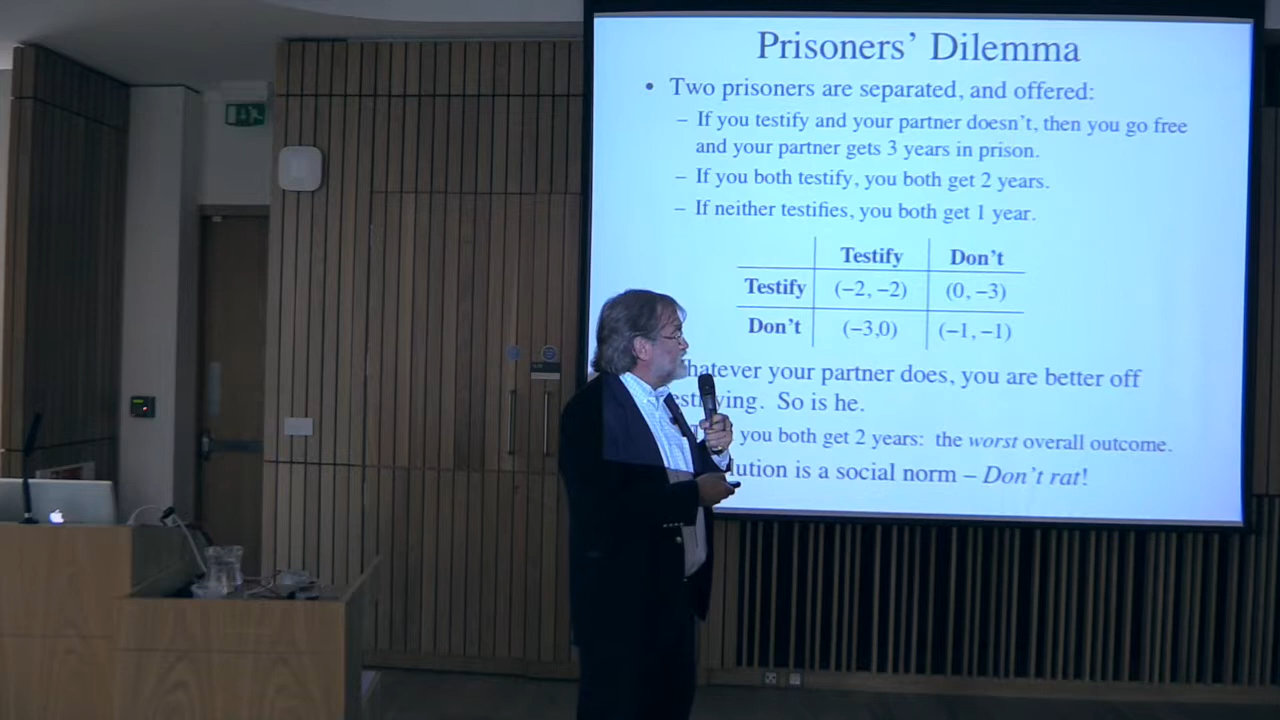 Prisoners' Dilemma
• Two prisoners are separated, and offered:
– If you testify and your partner doesn't, then you go free
and your partner gets 3 years in prison.
– If you both testify, you both get 2 years.
– If neither testifies, you both get 1 year.
Testify Don't
Testify (−2, −2) (0, −3)
Don't (−3,0) (−1, −1)
hatever your partner does, you are better off
ying. So is he.
you both get 2 years: the worst overall outcome.
lution is a social norm – Don't rat!